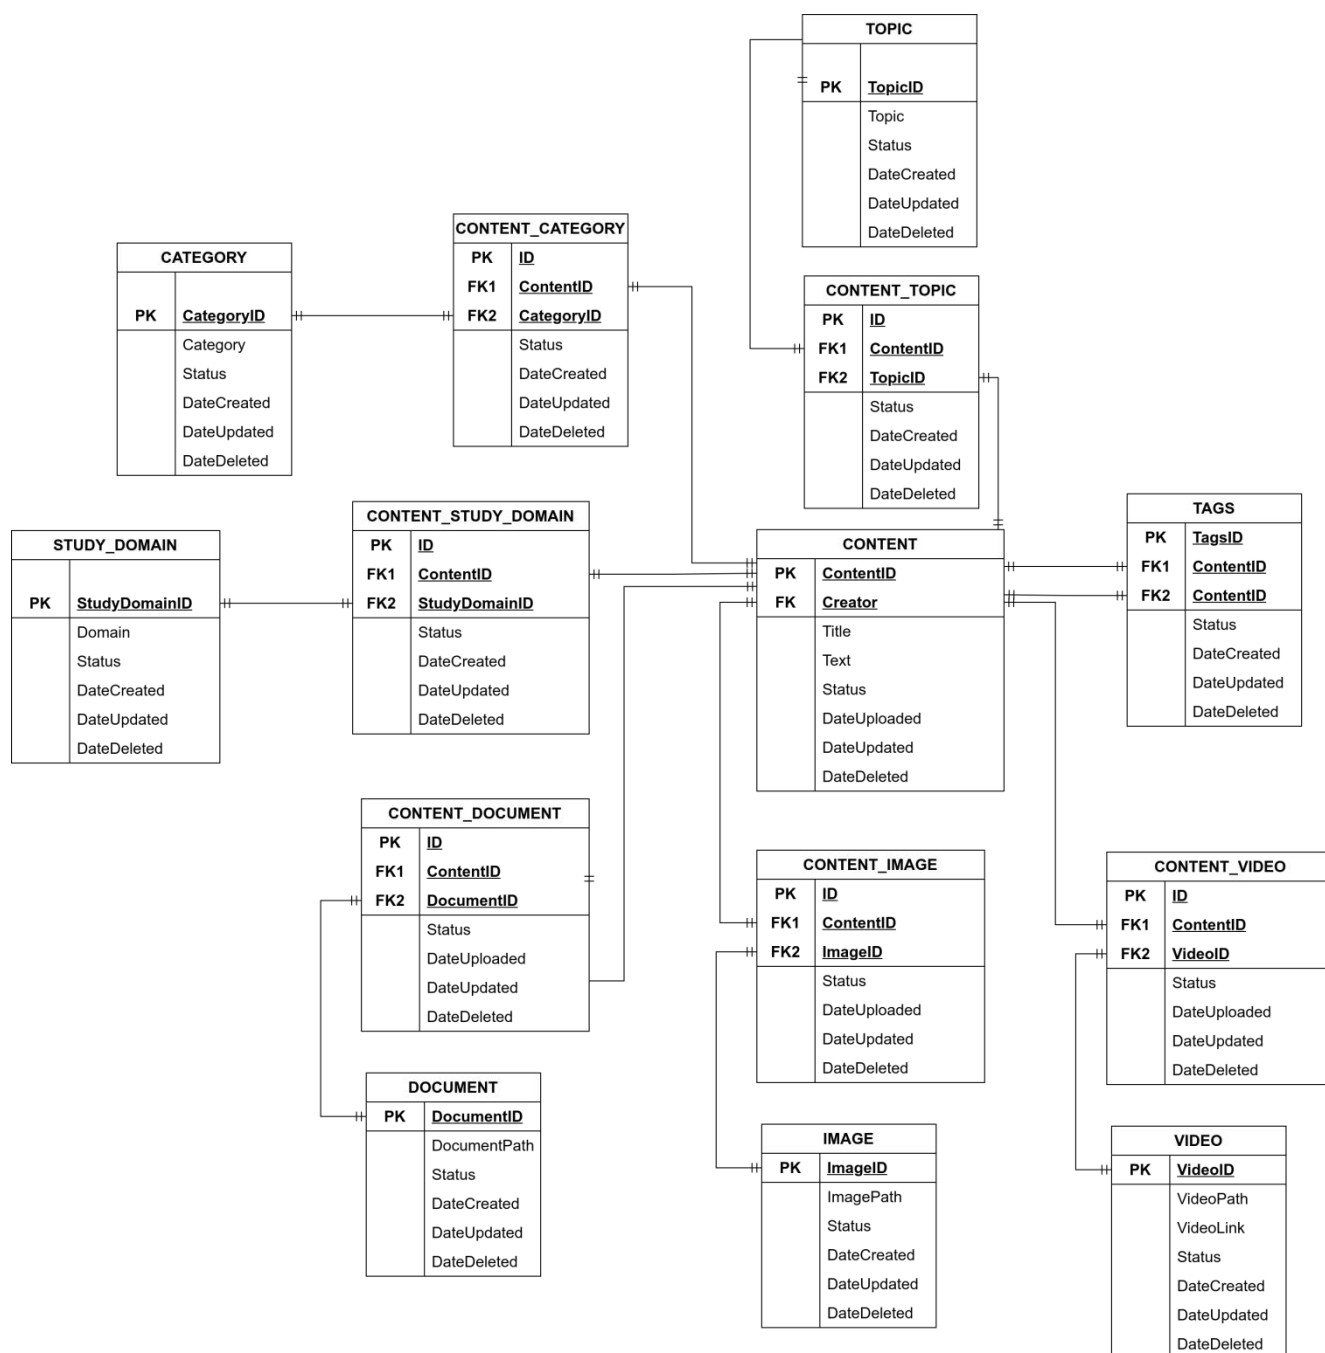 TOPIC
PK TopicID
Topic
Status
DateCreated
DateUpdated
DateDeleted
CONTENT_CATEGORY
PK ID
FK1 ContentID
FK2 CategoryID
Status
DateCreated
DateUpdated
DateDeleted
CATEGORY
PK CategoryID
Category
Status
DateCreated
DateUpdated
DateDeleted
CONTENT_TOPIC
PK ID
FK1 ContentID
FK2 TopicID
Status
DateCreated
DateUpdated
DateDeleted
STUDY_DOMAIN
PK StudyDomainID
Domain
Status
DateCreated
DateUpdated
DateDeleted
CONTENT_STUDY_DOMAIN
PK ID
FK1 ContentID
FK2 StudyDomainID
Status
DateCreated
DateUpdated
DateDeleted
CONTENT
PK ContentID
FK Creator
Title
Text
Status
DateUploaded
DateUpdated
DateDeleted
TAGS
PK TagsID
FK1 ContentID
FK2 ContentID
Status
DateCreated
DateUpdated
DateDeleted
CONTENT_DOCUMENT
PK ID
FK1 ContentID
FK2 DocumentID
Status
DateUploaded
DateUpdated
DateDeleted
CONTENT_IMAGE
PK ID
FK1 ContentID
FK2 ImageID
Status
DateUploaded
DateUpdated
DateDeleted
CONTENT_VIDEO
PK ID
FK1 ContentID
FK2 VideoID
Status
DateUploaded
DateUpdated
DateDeleted
DOCUMENT
PK DocumentID
DocumentPath
Status
DateCreated
DateUpdated
DateDeleted
IMAGE
PK ImageID
ImagePath
Status
DateCreated
DateUpdated
DateDeleted
VIDEO
PK VideoID
VideoPath
VideoLink
Status
DateCreated
DateUpdated
DateDeleted